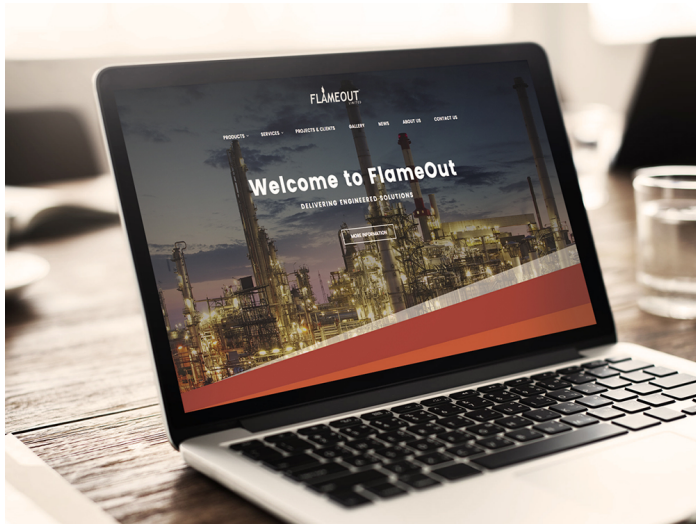 FLAMEOUT
LIMITED
PRODUCTS SERVICES PROJECTS & CLIENTS GALLERY NEWS ABOUT US CONTACT US
Welcome to FlameOut
DELIVERING ENGINEERED SOLUTIONS
MORE INFORMATION